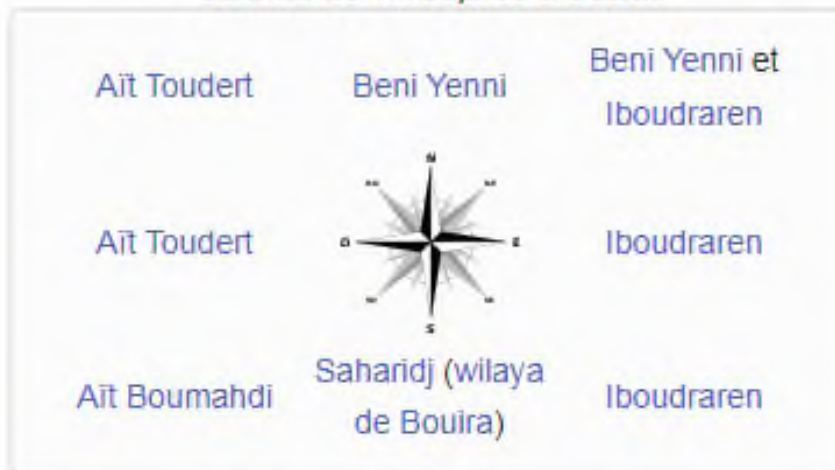 Aït Toudert Beni Yenni Beni Yenni et
Iboudraren
N
Aït Toudert O E Iboudraren
S
Aït Boumahdi Saharidj (wilaya
de Bouira) Iboudraren